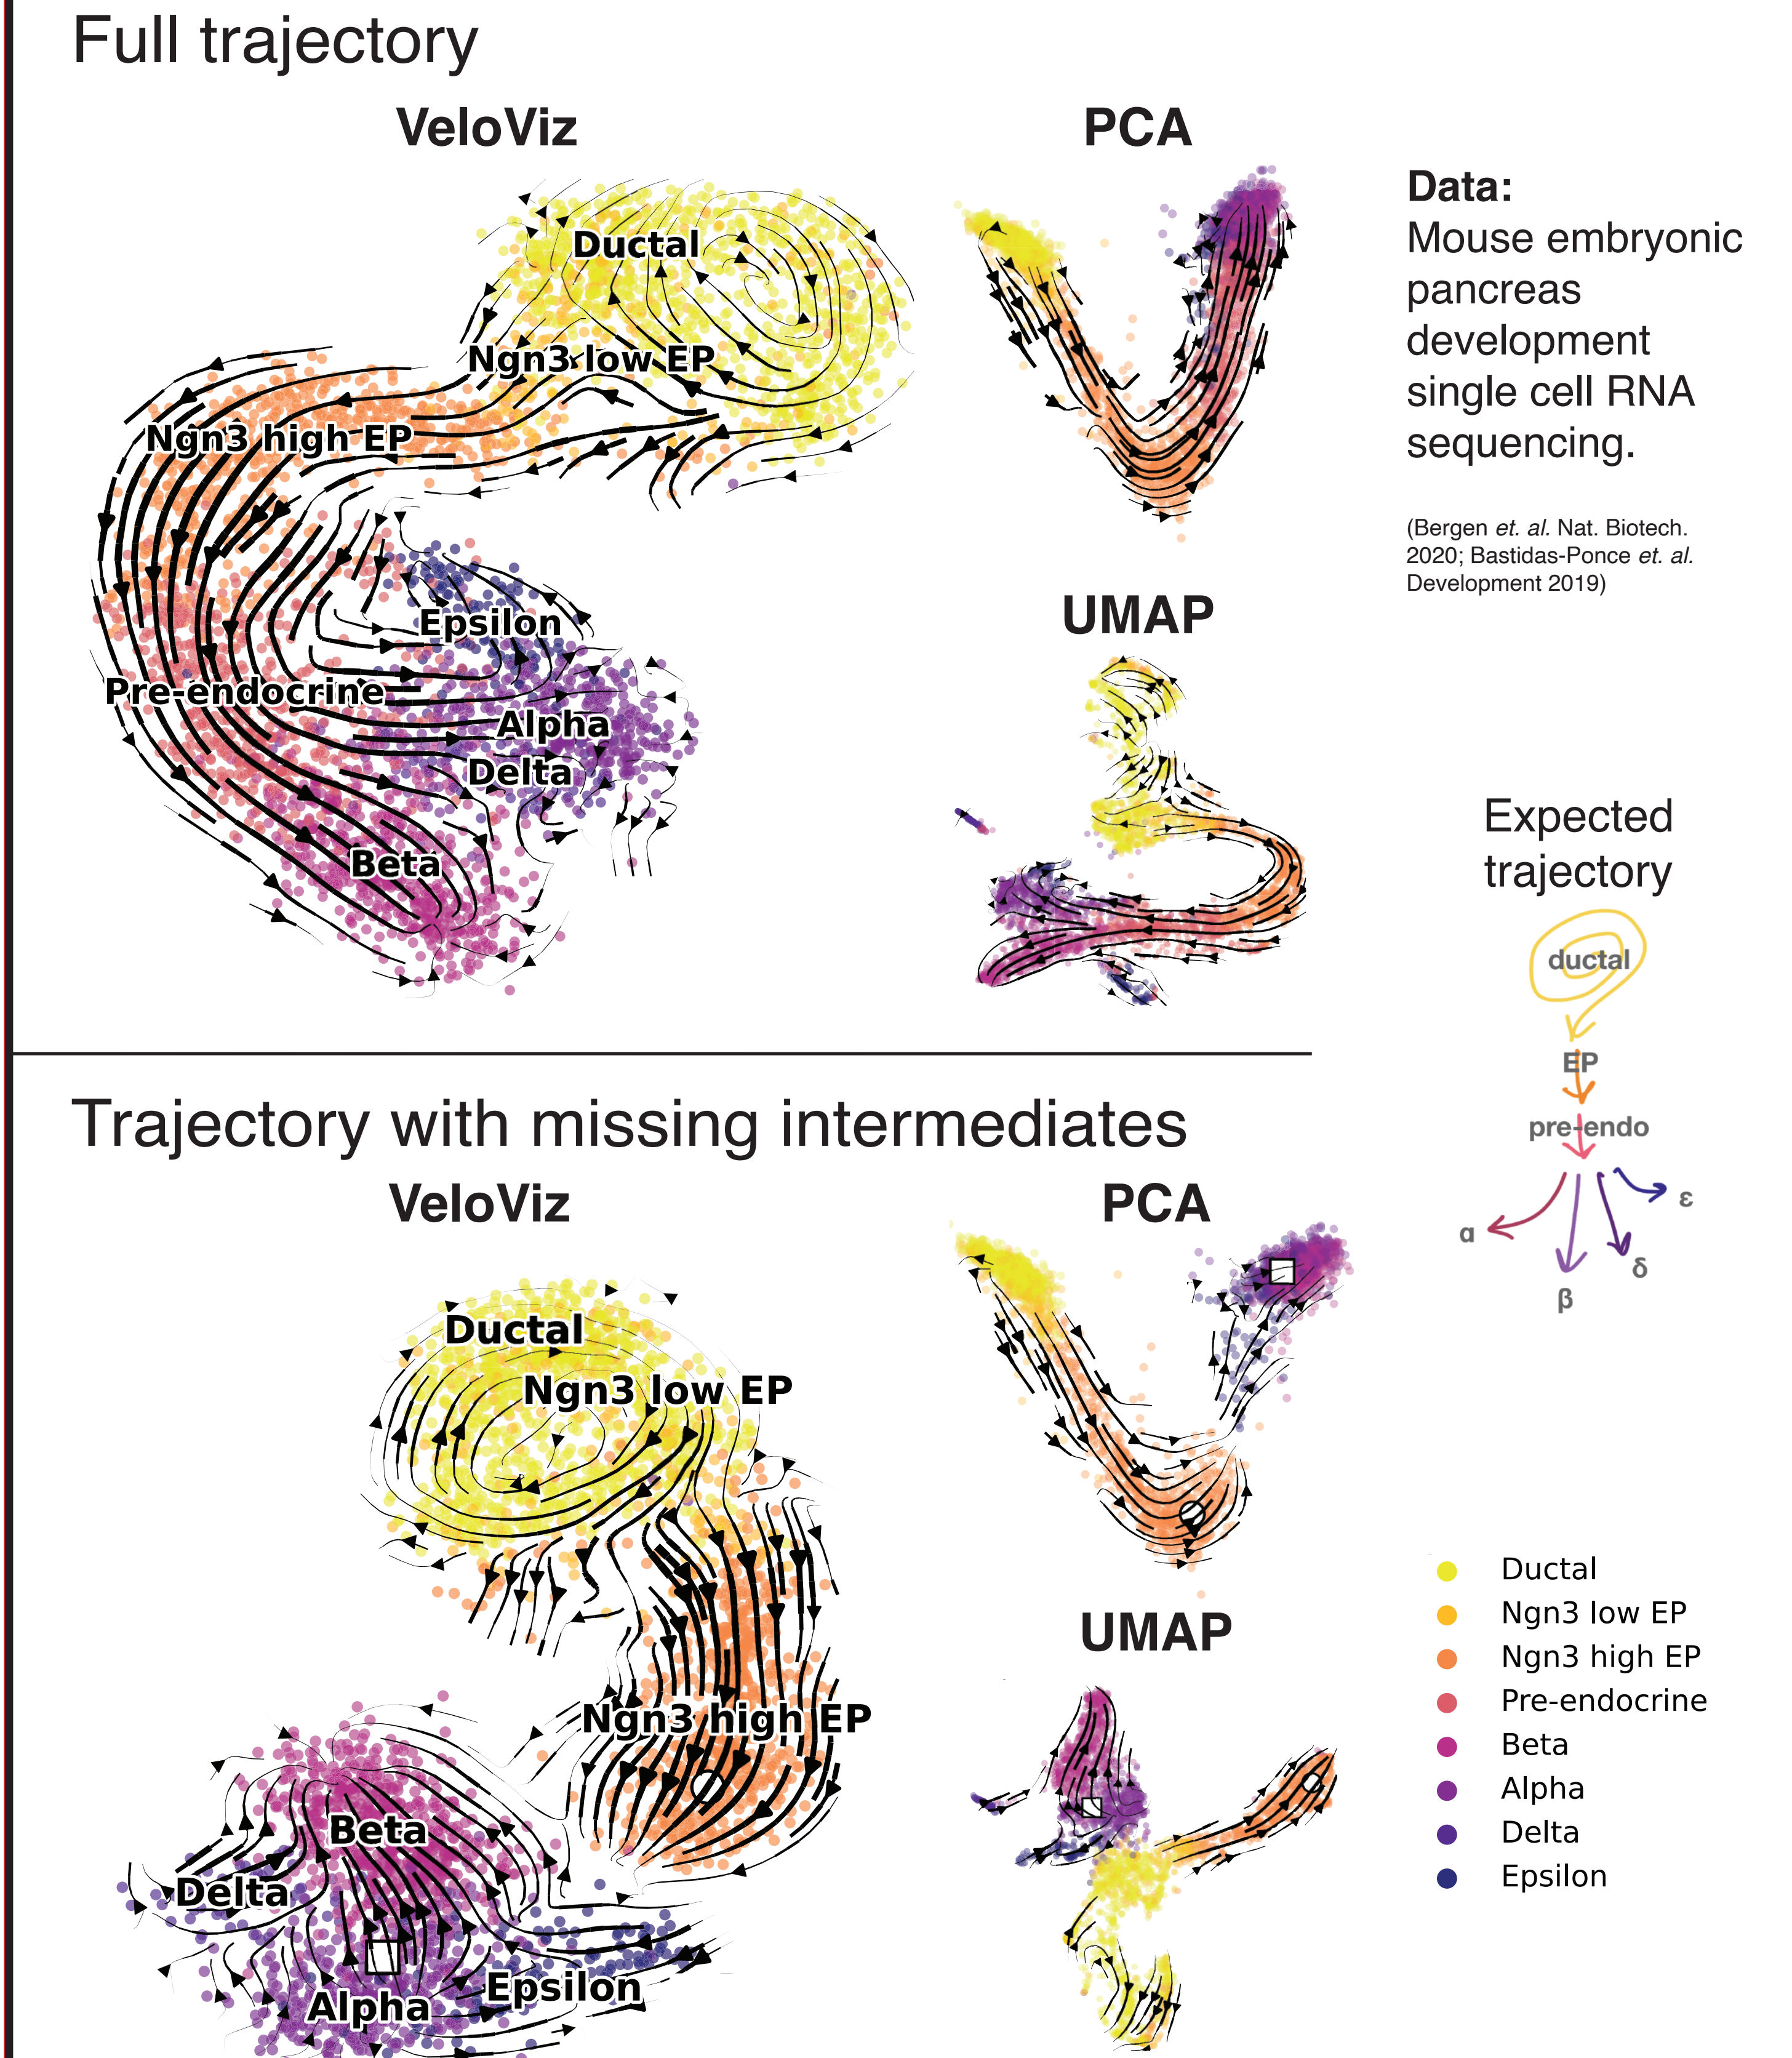 Full trajectory
VeloViz
Ductal
Ngn3 low EP
Ngn3 high EP
Epsilon
Pre-endocrine
Alpha
Delta
Beta
PCA
UMAP
Data:
Mouse embryonic
pancreas
development
single cell RNA
sequencing.
(Bergen et. al. Nat. Biotech.
2020; Bastidas-Ponce et. al.
Development 2019)
Expected
trajectory
ductal
EP
pre-endo
α
β
δ
ε
Trajectory with missing intermediates
VeloViz
Ductal
Ngn3 low EP
Ngn3 high EP
Beta
Delta
Epsilon
Alpha
PCA
UMAP
Ductal
Ngn3 low EP
Ngn3 high EP
Pre-endocrine
Beta
Alpha
Delta
Epsilon